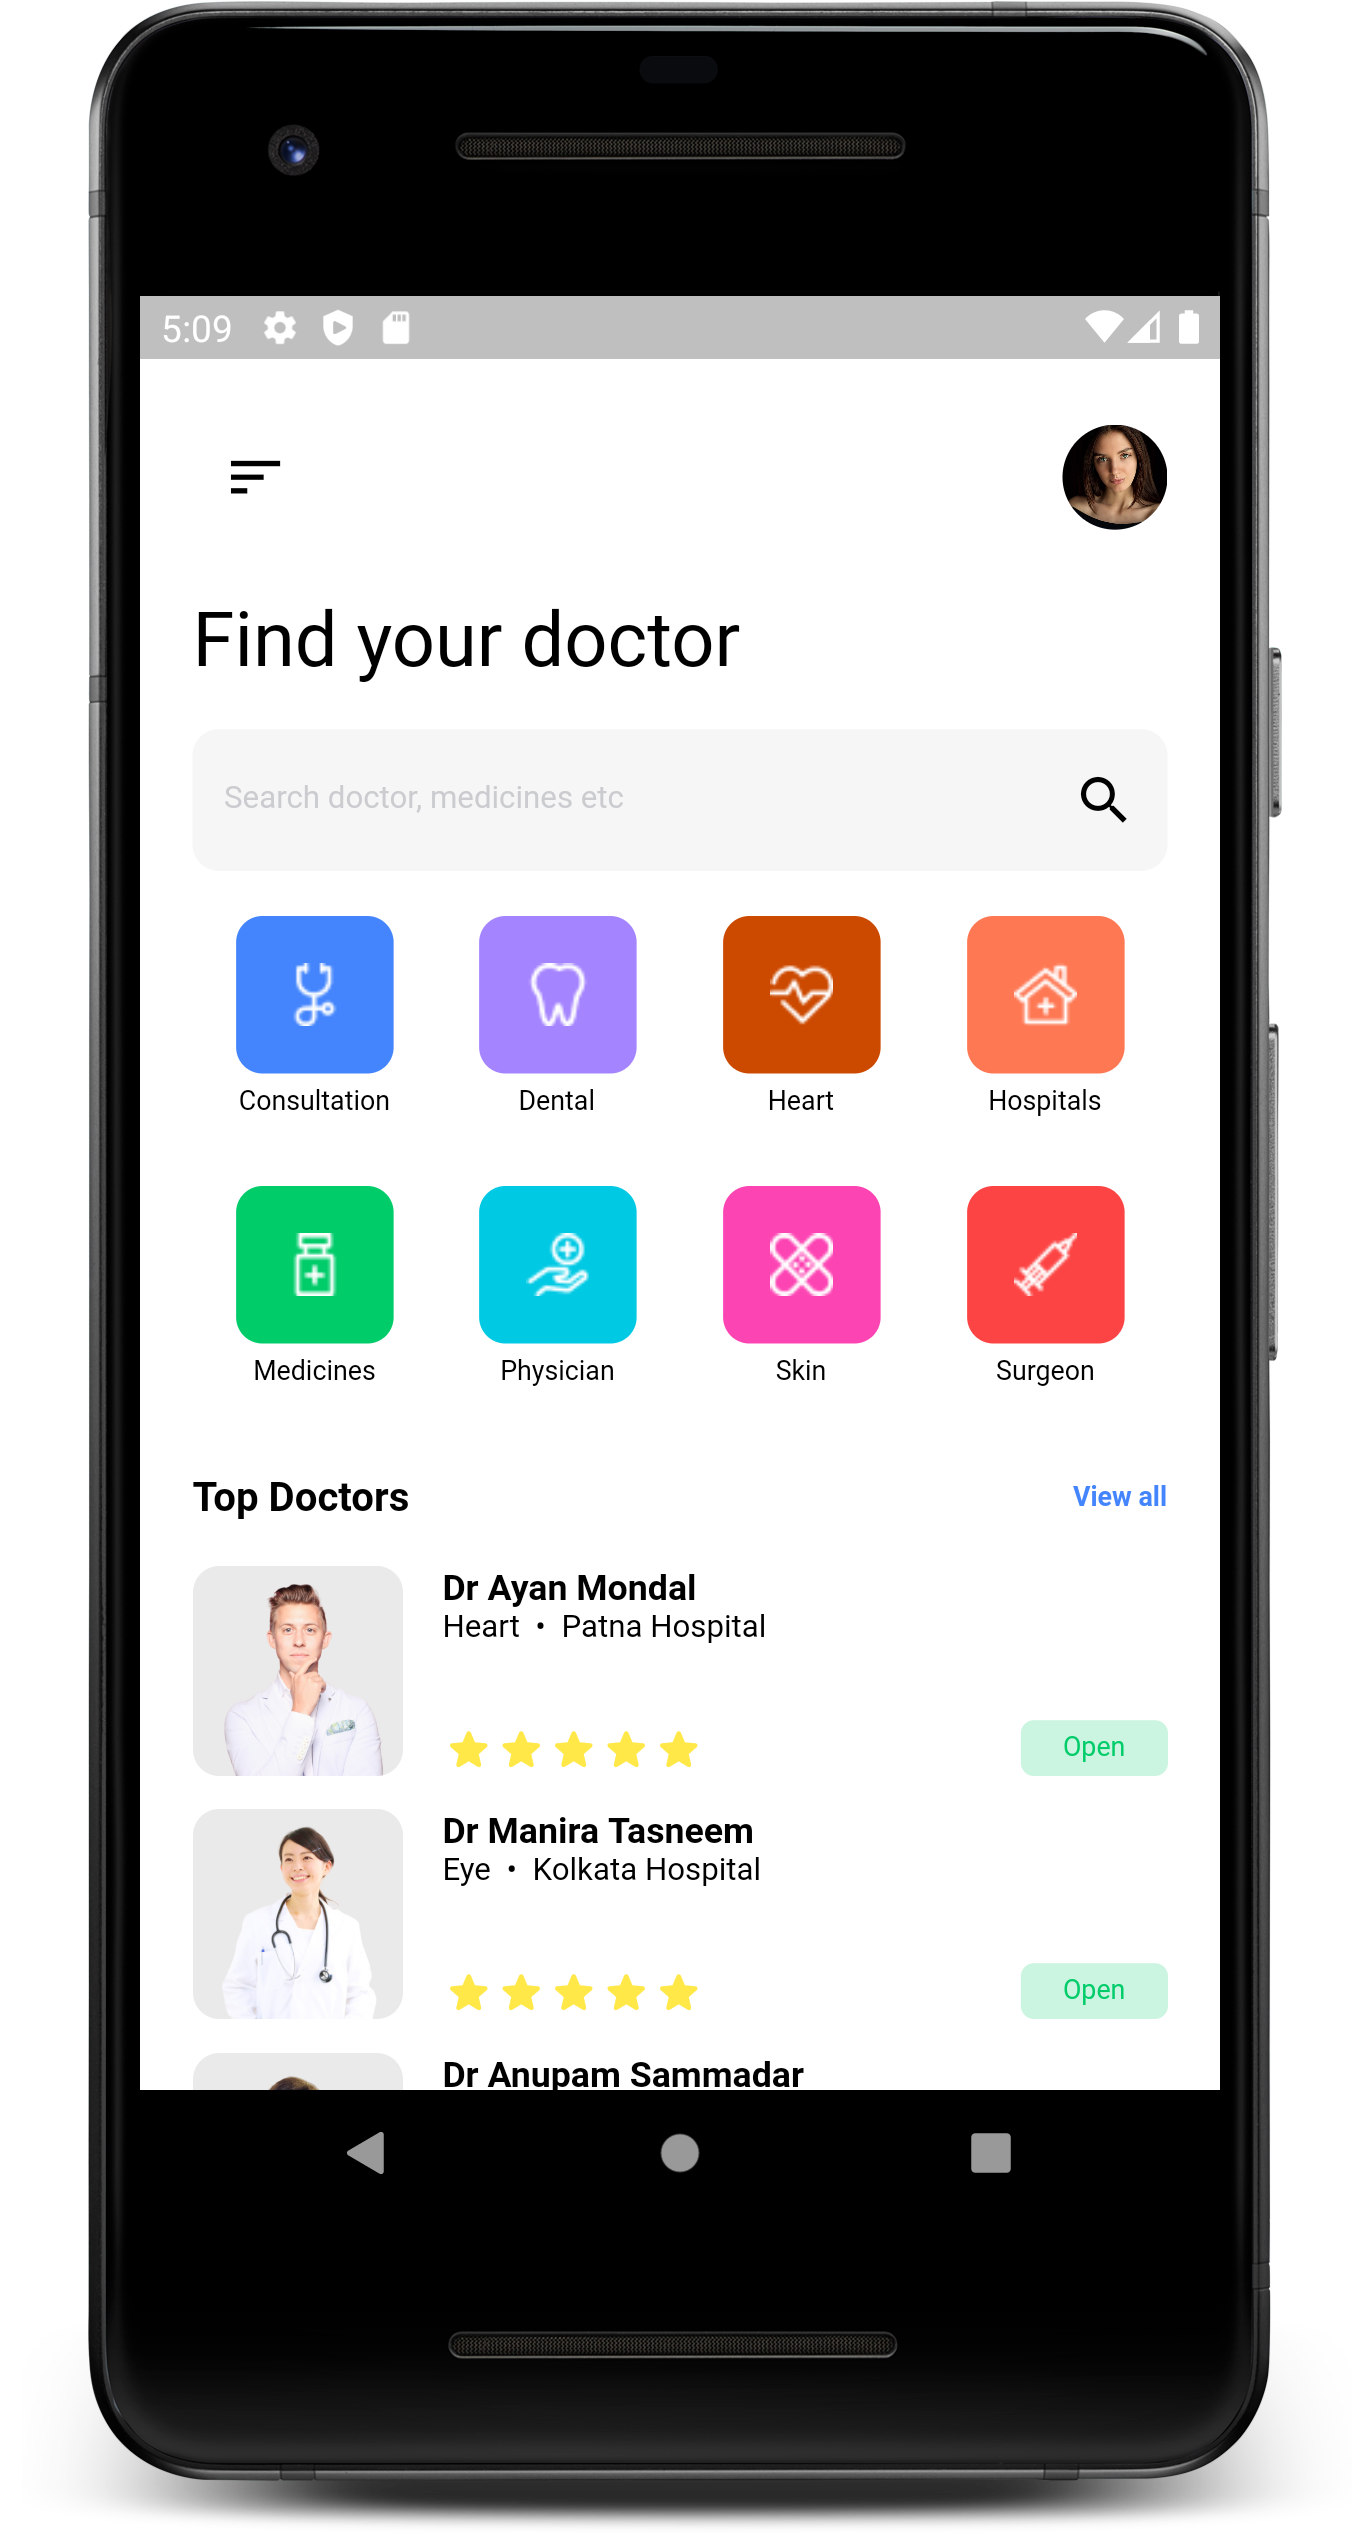 5:09
Find your doctor
Search doctor, medicines etc
Consultation Dental Heart Hospitals
Medicines Physician Skin Surgeon
Top Doctors View all
Dr Ayan Mondal
Heart • Patna Hospital
Open
Dr Manira Tasneem
Eye • Kolkata Hospital
Open
Dr Anupam Sammadar